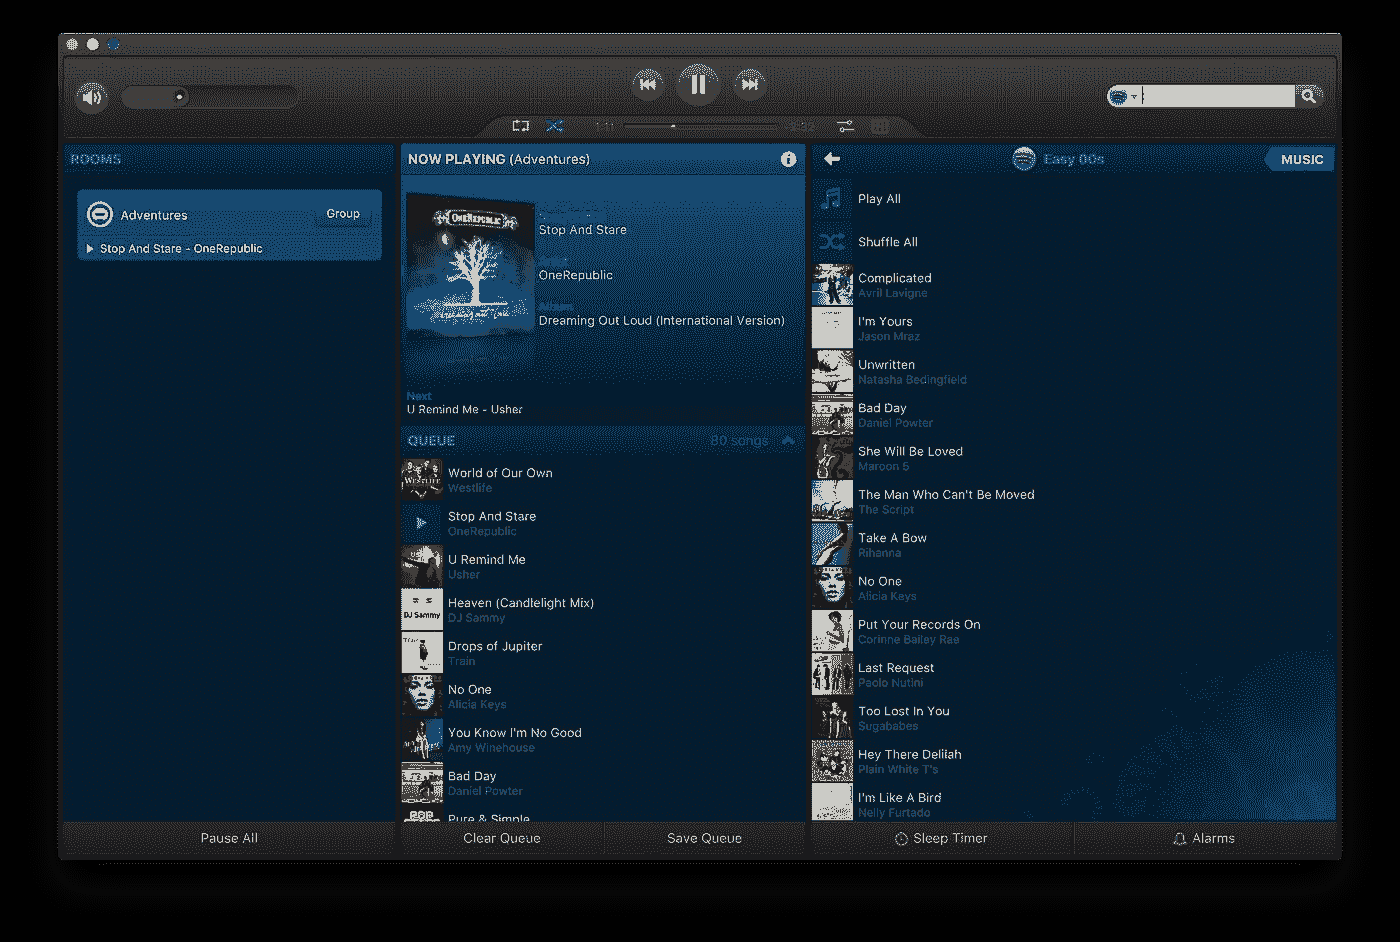 1:11
ROOMS
Adventures
Group
Stop And Stare - OneRepublic
NOW PLAYING (Adventures)
OneRepublic
Stop And Stare
OneRepublic
Album
Dreaming Out Loud (International Version)
Next
U Remind Me - Usher
QUEUE
80 songs
World of Our Own
Westlife
Stop And Stare
OneRepublic
U Remind Me
Usher
DJ Sammy
Heaven (Candlelight Mix)
DJ Sammy
Drops of Jupiter
Train
No One
Alicia Keys
You Know I'm No Good
Amy Winehouse
Bad Day
Daniel Powter
Pure & Simple
Easy 00s
MUSIC
Play All
Shuffle All
Complicated
Avril Lavigne
I'm Yours
Jason Mraz
Unwritten
Natasha Bedingfield
Bad Day
Daniel Powter
She Will Be Loved
Maroon 5
The Man Who Can't Be Moved
The Script
Take A Bow
Rihanna
No One
Alicia Keys
Put Your Records On
Corinne Bailey Rae
Last Request
Paolo Nutini
Too Lost In You
Sugababes
Hey There Delilah
Plain White T's
I'm Like A Bird
Nelly Furtado
Pause All
Clear Queue
Save Queue
Sleep Timer
Alarms